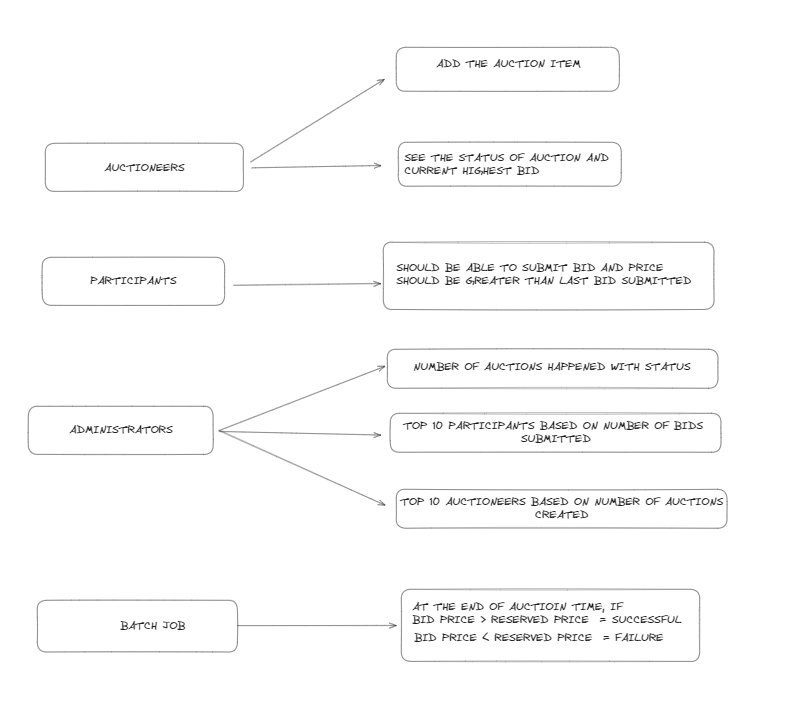 ADD THE AUCTION ITEM
AUCTIONEERS
SEE THE STATUS OF AUCTION AND
CURRENT HIGHEST BID
PARTICIPANTS
SHOULD BE ABLE TO SUBMIT BID AND PRICE
SHOULD BE GREATER THAN LAST BID SUBMITTED
NUMBER OF AUCTIONS HAPPENED WITH STATUS
ADMINISTRATORS
TOP 10 PARTICIPANTS BASED ON NUMBER OF BIDS
SUBMITTED
TOP 10 AUCTIONEERS BASED ON NUMBER OF AUCTIONS
CREATED
BATCH JOB
AT THE END OF AUCTIOIN TIME, IF
BID PRICE > RESERVED PRICE = SUCCESSFUL
BID PRICE < RESERVED PRICE = FAILURE